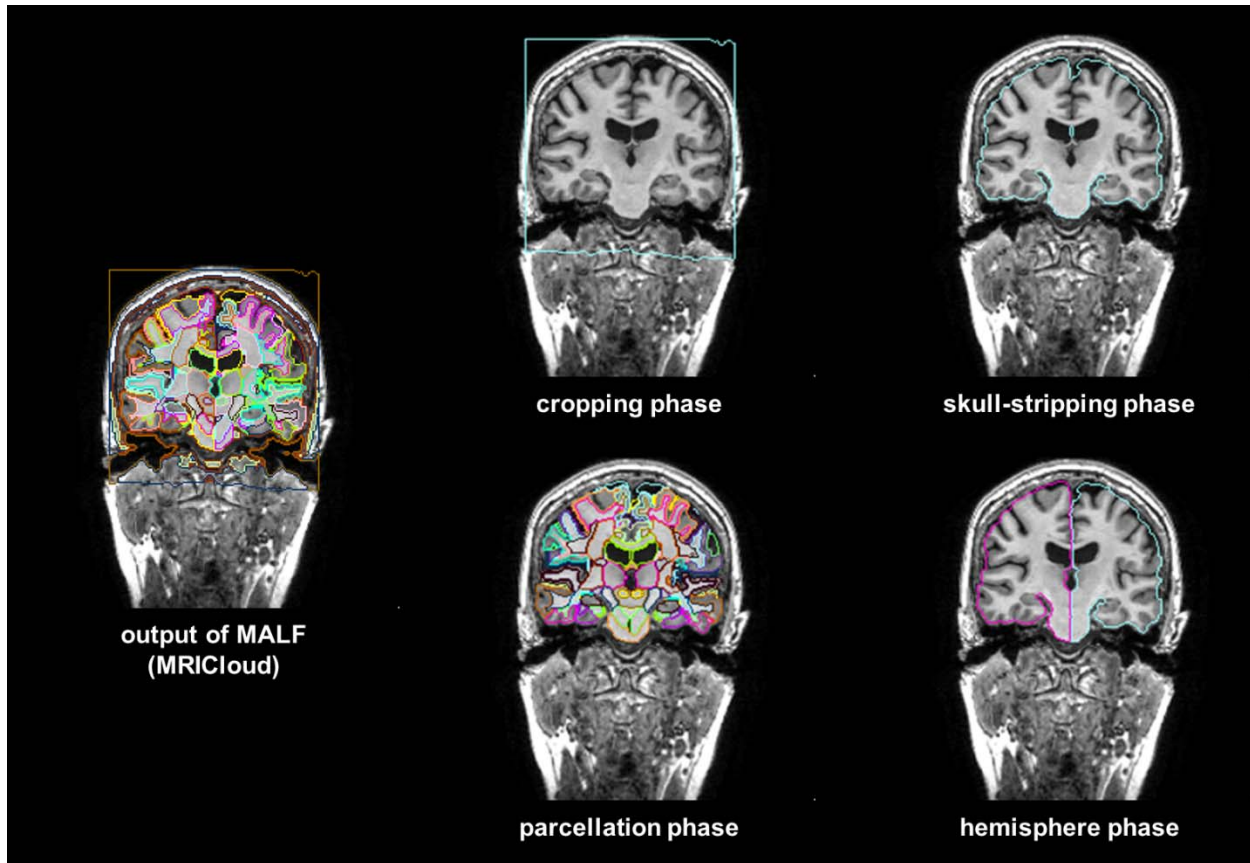 cropping phase
skull-stripping phase
output of MALF
(MRICloud)
parcellation phase
hemisphere phase